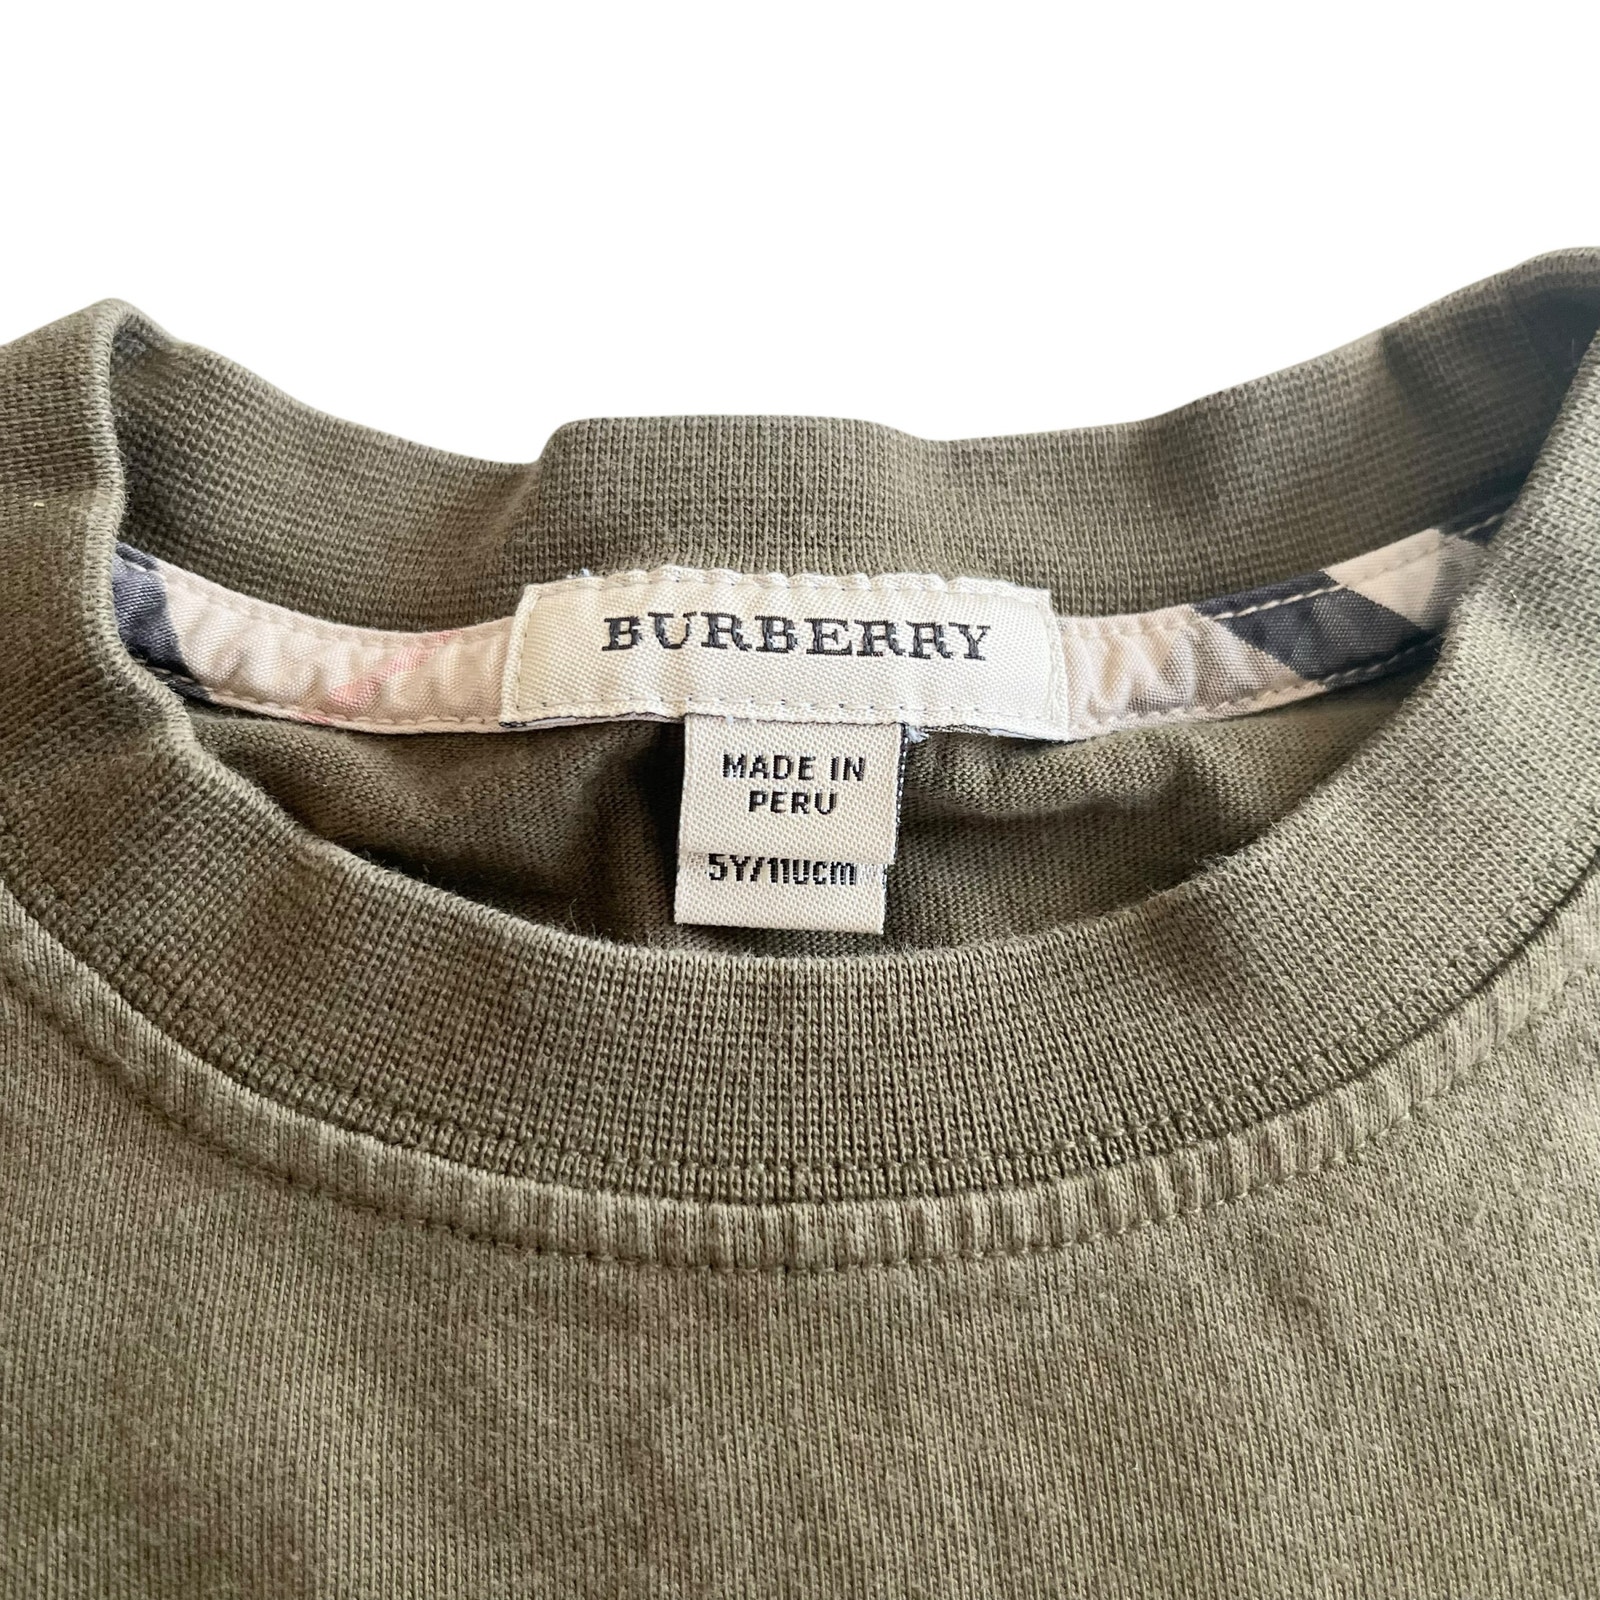 BURBERRY
MADE IN
PERU
5Y/110cm